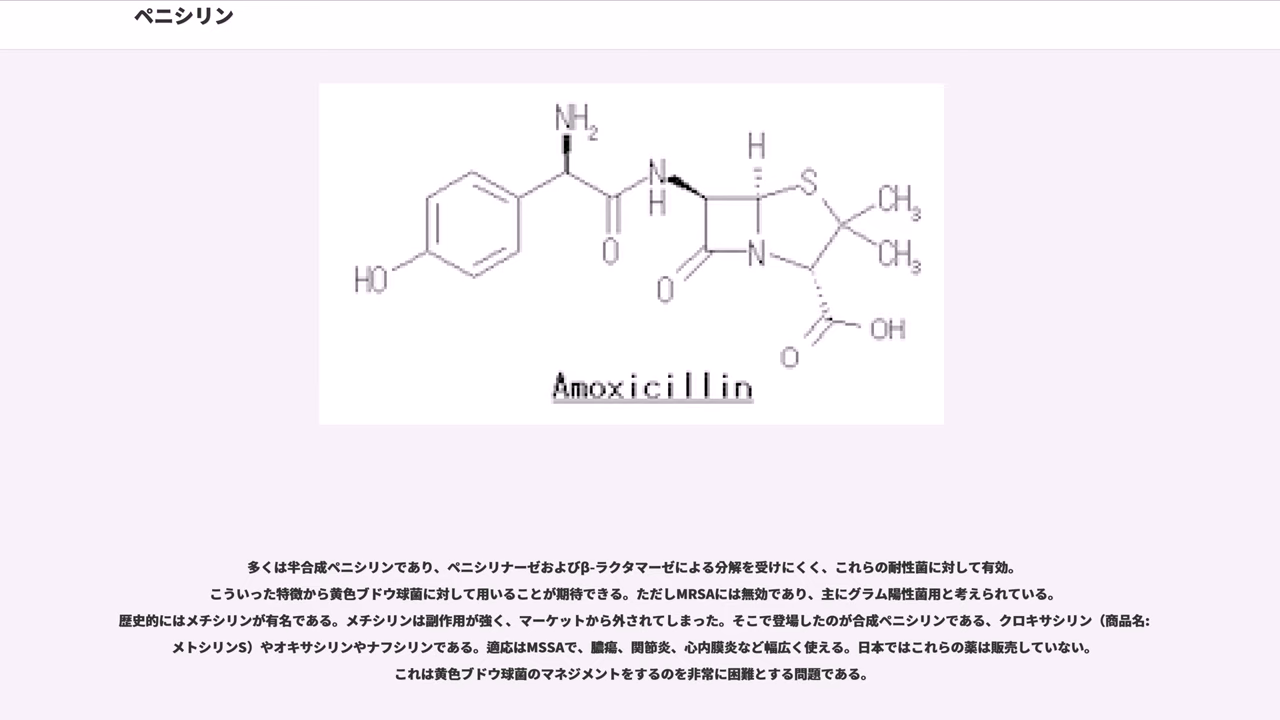 ペニシリン
NH2
H
N
H
S
CH3
O
N
CH3
HO
O
OH
O
Amoxicillin
多くは半合成ペニシリンであり、ペニシリナーゼおよびβ-ラクタマーゼによる分解を受けにくく、これらの耐性菌に対して有効。
こういった特徴から黄色ブドウ球菌に対して用いることが期待できる。ただしMRSAには無効であり、主にグラム陽性菌用と考えられている。
歴史的にはメチシリンが有名である。メチシリンは副作用が強く、マーケットから外されてしまった。そこで登場したのが合成ペニシリンである、クロキサシリン（商品名:
メトシリンS）やオキサシリンやナフシリンである。適応はMSSAで、膿瘍、関節炎、心内膜炎など幅広く使える。日本ではこれらの薬は販売していない。
これは黄色ブドウ球菌のマネジメントをするのを非常に困難とする問題である。